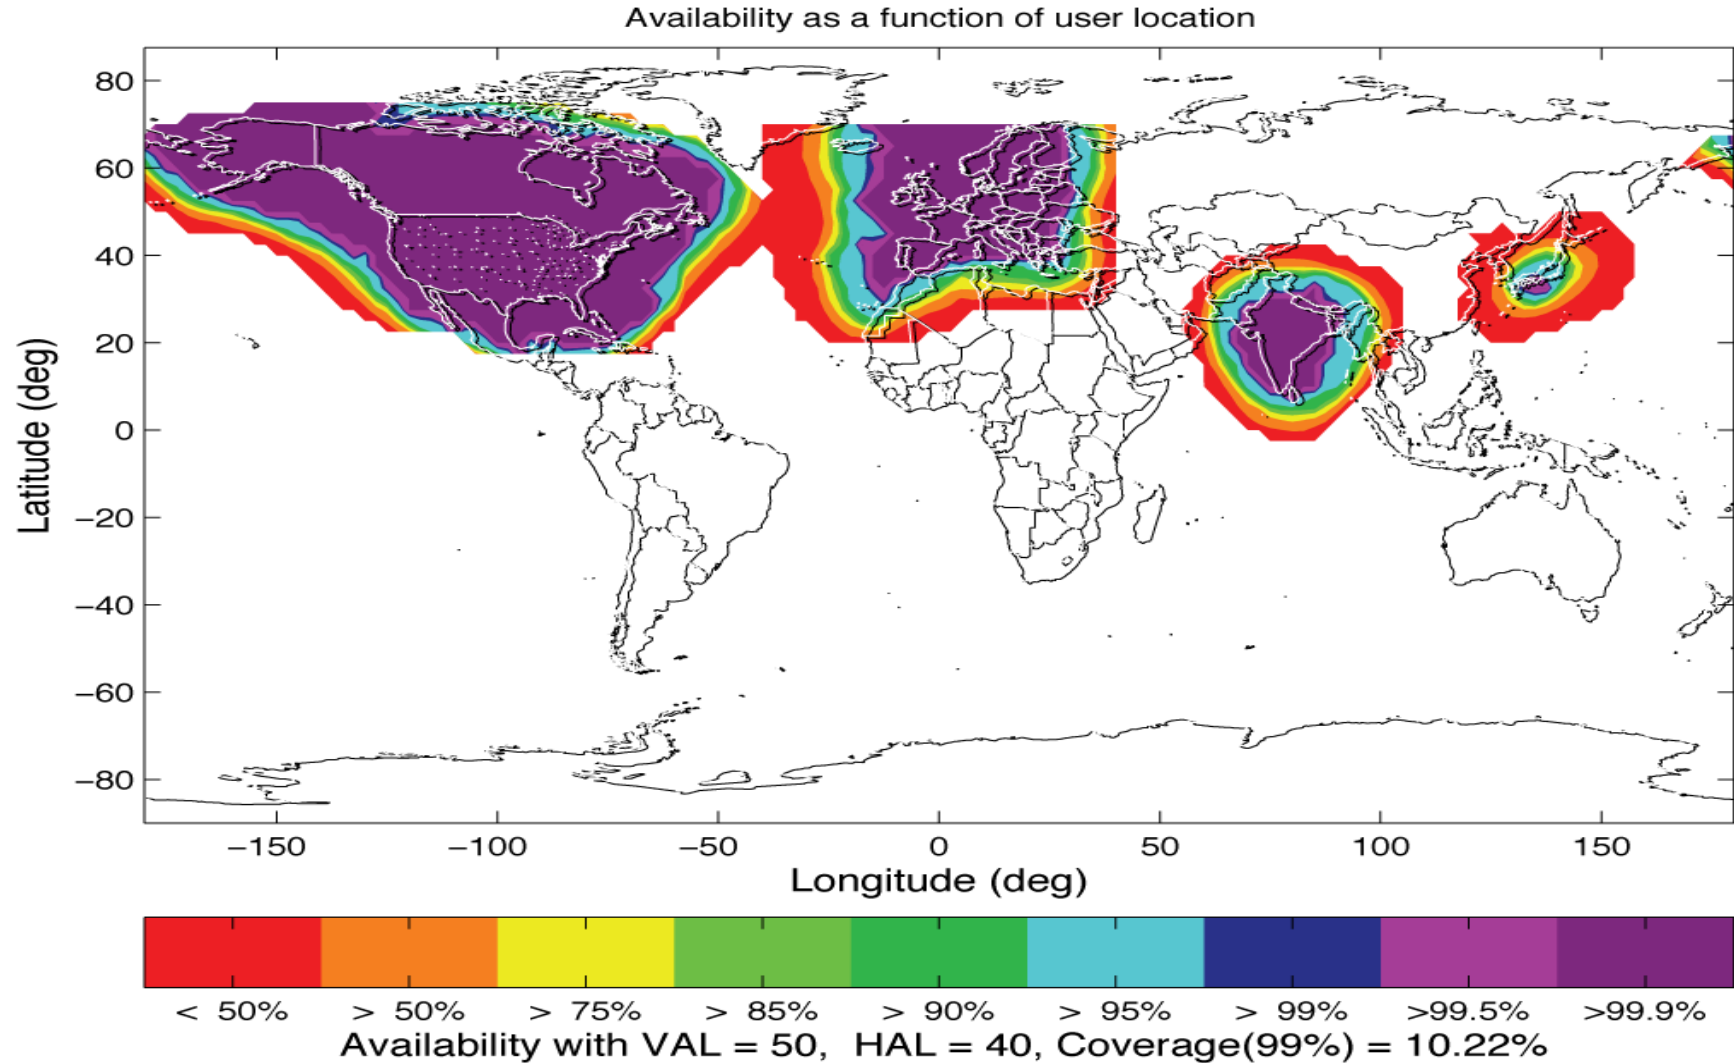 Availability as a function of user location
Latitude (deg)
80
60
40
20
0
−20
−40
−60
−80
−150 −100 −50 0 50 100 150
Longitude (deg)
< 50% > 50% > 75% > 85% > 90% > 95% > 99% >99.5% >99.9%
Availability with VAL = 50, HAL = 40, Coverage(99%) = 10.22%